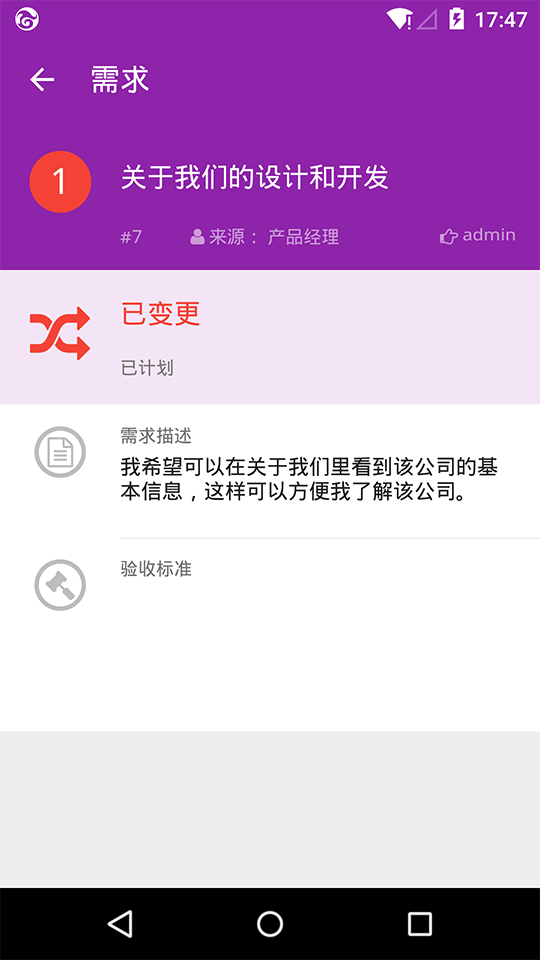 17:47
需求
1
关于我们的设计和开发
#7 来源： 产品经理 admin
已变更
已计划
需求描述
我希望可以在关于我们里看到该公司的基
本信息，这样可以方便我了解该公司。
验收标准